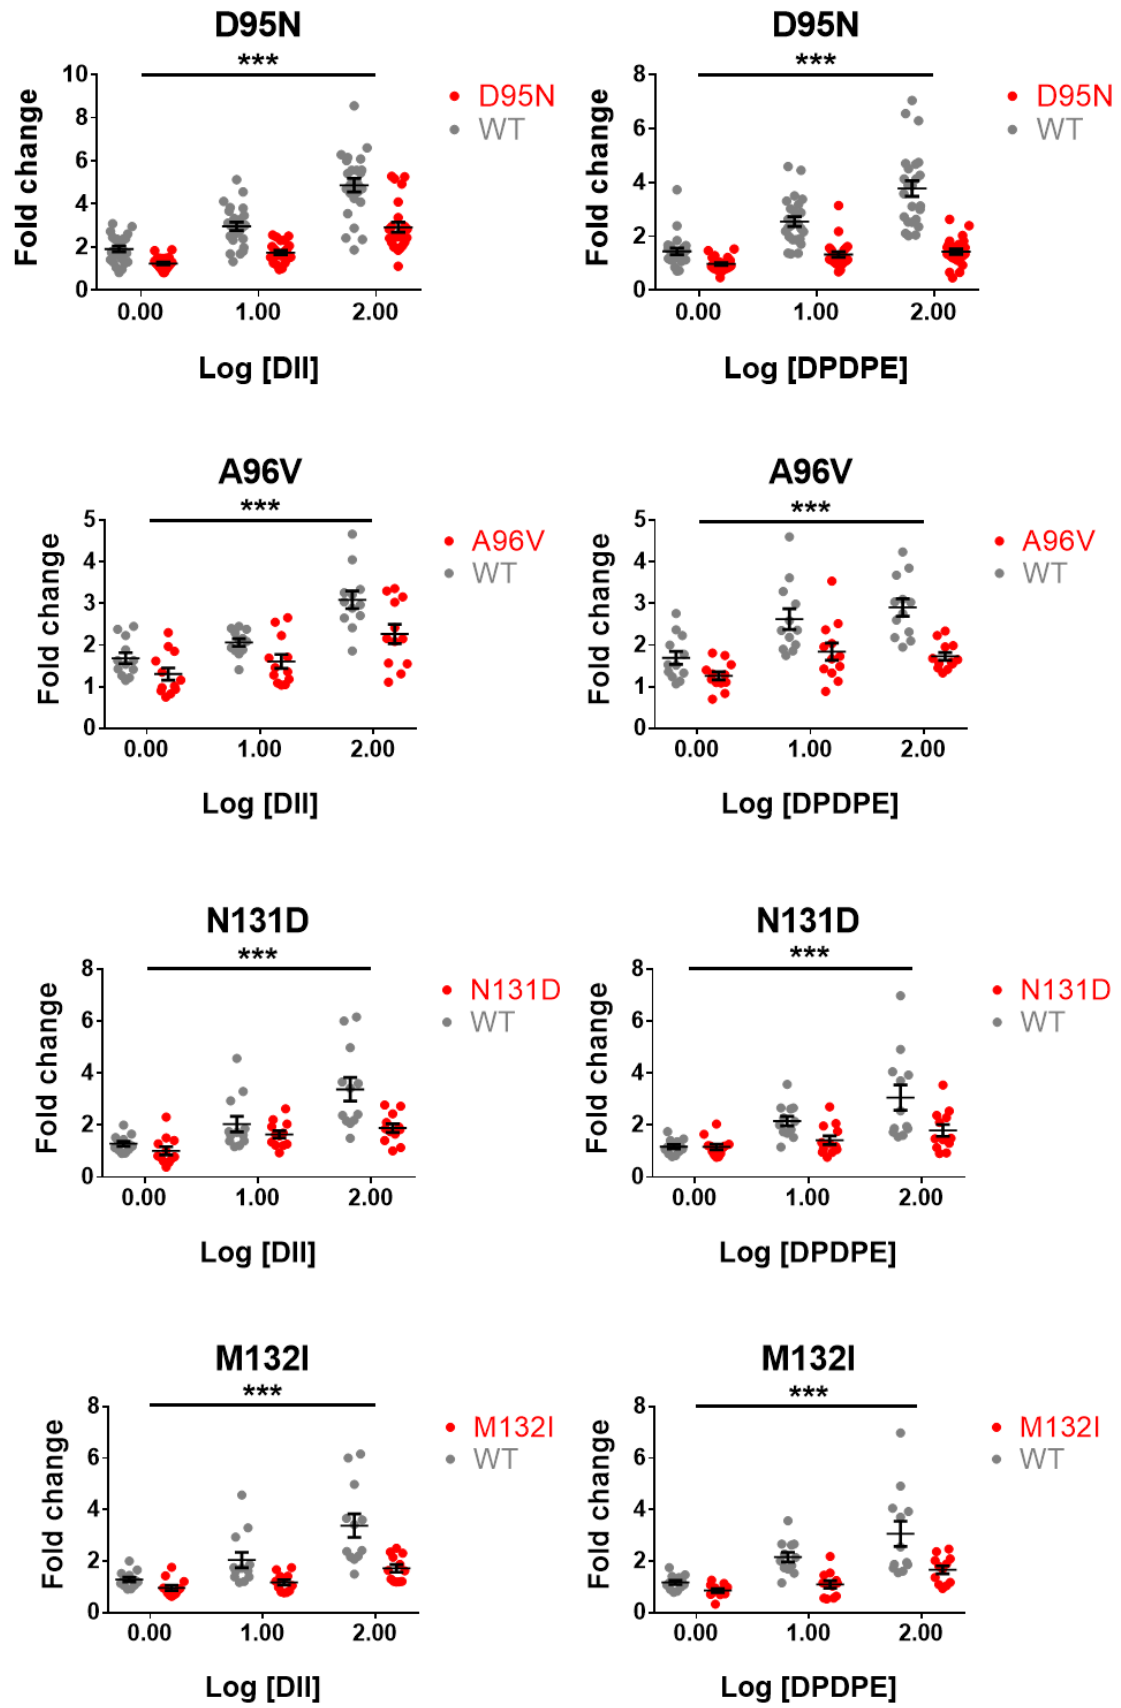 D95N
***
10
8
6
4
2
0
Fold change
0.00 1.00 2.00
Log [DII]
D95N
WT
D95N
***
8
6
4
2
0
Fold change
0.00 1.00 2.00
Log [DPDPE]
D95N
WT
A96V
***
5
4
3
2
1
0
Fold change
0.00 1.00 2.00
Log [DII]
A96V
WT
A96V
***
5
4
3
2
1
0
Fold change
0.00 1.00 2.00
Log [DPDPE]
A96V
WT
N131D
***
8
6
4
2
0
Fold change
0.00 1.00 2.00
Log [DII]
N131D
WT
N131D
***
8
6
4
2
0
Fold change
0.00 1.00 2.00
Log [DPDPE]
N131D
WT
M132I
***
8
6
4
2
0
Fold change
0.00 1.00 2.00
Log [DII]
M132I
WT
M132I
***
8
6
4
2
0
Fold change
0.00 1.00 2.00
Log [DPDPE]
M132I
WT